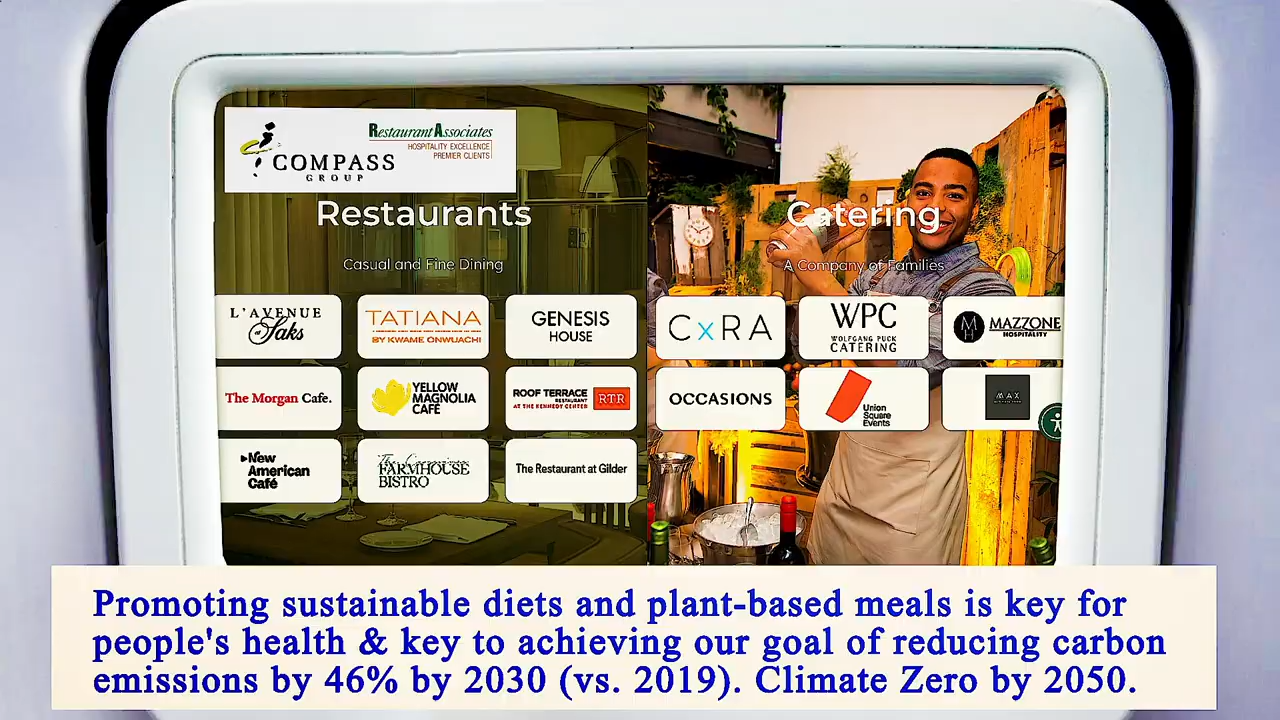 COMPASS
GROUP
Restaurant Associates
HOSPITALITY EXCELLENCE
PREMIER CLIENTS
Restaurants
Casual and Fine Dining
L'AVENUE
at
Saks
TATIANA
BY KWAME ONWUACHI
GENESIS
HOUSE
The Morgan Cafe.
YELLOW
MAGNOLIA
CAFÉ
ROOF TERRACE
RESTAURANT
AT THE KENNEDY CENTER
RTR
New
American
Café
FARMHOUSE
BISTRO
The Restaurant at Gilder
Catering
A Company of Families
CxRA
WPC
WOLFGANG PUCK
CATERING
MH
MAZZONE
HOSPITALITY
OCCASIONS
Union
Square
Events
MAX
Promoting sustainable diets and plant-based meals is key for
people's health & key to achieving our goal of reducing carbon
emissions by 46% by 2030 (vs. 2019). Climate Zero by 2050.